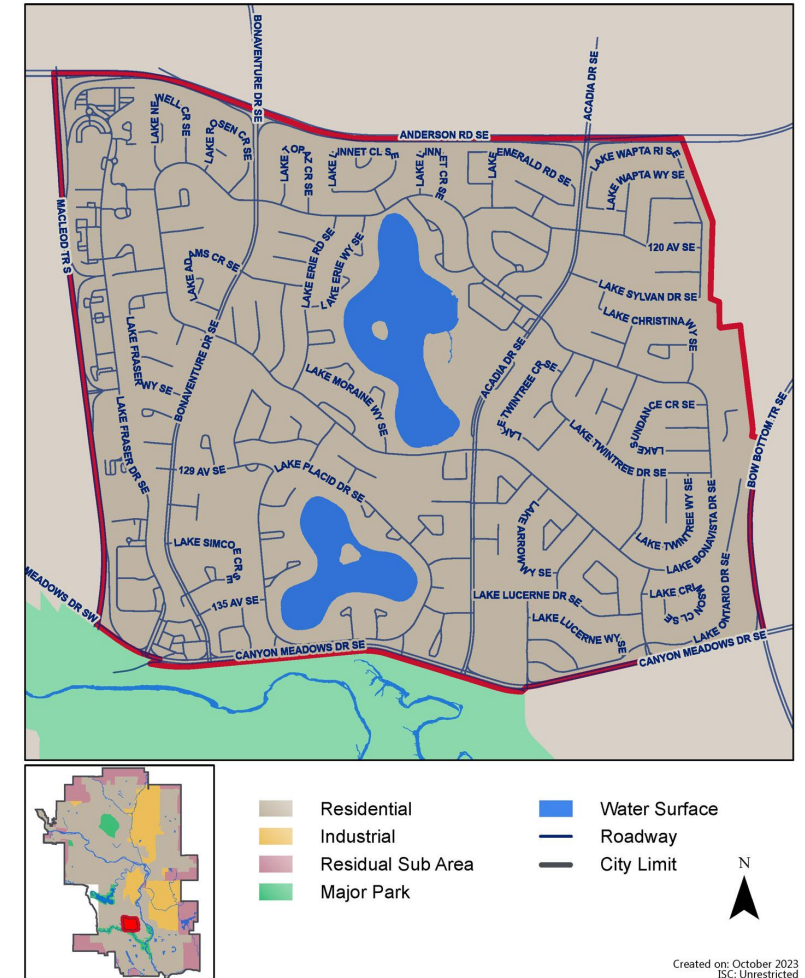 BONAVENTURE DR SE
ACADIA DR SE
ANDERSON RD SE
LAKE NEWELL CR SE
LAKE ROSEN CR SE
LAKE TOPAZ CR SE
LAKE LINNET CL SE
LAKE LINNET CR SE
LAKE EMERALD RD SE
LAKE WAPTA RI SE
LAKE WAPTA WY SE
MACLEOD TR S
120 AV SE
LAKE ADAMS CR SE
LAKE ERIE RD SE
LAKE ERIE WY SE
LAKE SYLVAN DR SE
LAKE CHRISTINA WY SE
LAKE FRASER WY SE
BONAVENTURE DR SE
ACADIA DR SE
LAKE MORAINE WY SE
LAKE TWINTREE CR SE
LAKE SUNDANCE CR SE
LAKE FRASER DR SE
LAKE TWINTREE DR SE
BOW BOTTOM TR SE
129 AV SE
LAKE PLACID DR SE
LAKE TWINTREE WY SE
LAKE BONAVISTA DR SE
LAKE ARROW WY SE
LAKE SIMCOE CR SE
MEADOWS DR SW
135 AV SE
LAKE LUCERNE DR SE
LAKE CRIMSON CL SE
LAKE ONTARIO DR SE
LAKE LUCERNE WY SE
CANYON MEADOWS DR SE
CANYON MEADOWS DR SE
Residential
Industrial
Residual Sub Area
Major Park
Water Surface
Roadway
City Limit
N
Created on: October 2023
ISC: Unrestricted